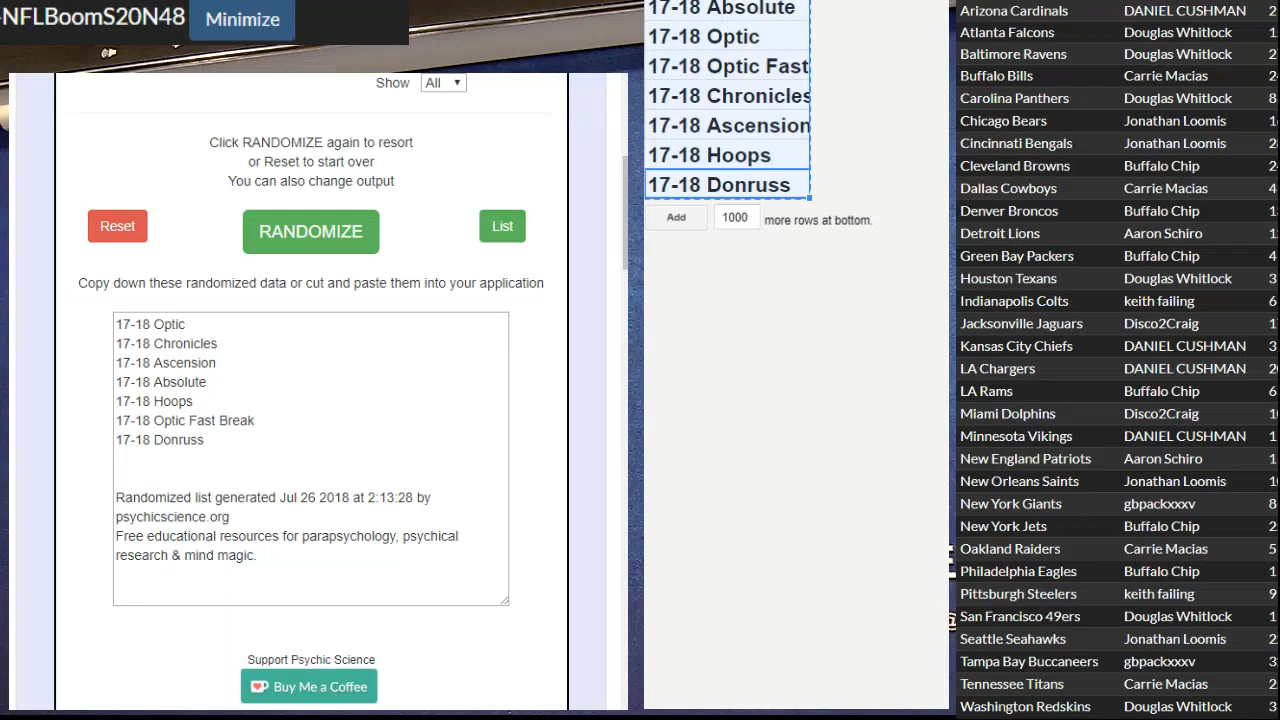 -NFLBoomS20N48
Minimize
Show All
Click RANDOMIZE again to resort
or Reset to start over
You can also change output
Reset
RANDOMIZE
List
Copy down these randomized data or cut and paste them into your application
17-18 Optic
17-18 Chronicles
17-18 Ascension
17-18 Absolute
17-18 Hoops
17-18 Optic Fast Break
17-18 Donruss
Randomized list generated Jul 26 2018 at 2:13:28 by
psychicscience.org
Free educational resources for parapsychology, psychical
research & mind magic.
Support Psychic Science
Buy Me a Coffee
17-18 Absolute
17-18 Optic
17-18 Optic Fast
17-18 Chronicles
17-18 Ascension
17-18 Hoops
17-18 Donruss
Add 1000 more rows at bottom.
Arizona Cardinals DANIEL CUSHMAN
Atlanta Falcons Douglas Whitlock
Baltimore Ravens Douglas Whitlock
Buffalo Bills Carrie Macias
Carolina Panthers Douglas Whitlock 8
Chicago Bears Jonathan Loomis
Cincinnati Bengals Jonathan Loomis
Cleveland Browns Buffalo Chip
Dallas Cowboys Carrie Macias 4
Denver Broncos Buffalo Chip
Detroit Lions Aaron Schiro
Green Bay Packers Buffalo Chip 4
Houston Texans Douglas Whitlock
Indianapolis Colts keith failing 6
Jacksonville Jaguars Disco2Craig
Kansas City Chiefs DANIEL CUSHMAN
LA Chargers DANIEL CUSHMAN
LA Rams Buffalo Chip 6
Miami Dolphins Disco2Craig
Minnesota Vikings DANIEL CUSHMAN
New England Patriots Aaron Schiro
New Orleans Saints Jonathan Loomis
New York Giants gbpackxxxv 8
New York Jets Buffalo Chip
Oakland Raiders Carrie Macias 5
Philadelphia Eagles Buffalo Chip
Pittsburgh Steelers keith failing 9
San Francisco 49ers Douglas Whitlock
Seattle Seahawks Jonathan Loomis
Tampa Bay Buccaneers gbpackxxxv
Tennessee Titans Carrie Macias
Washington Redskins Douglas Whitlock